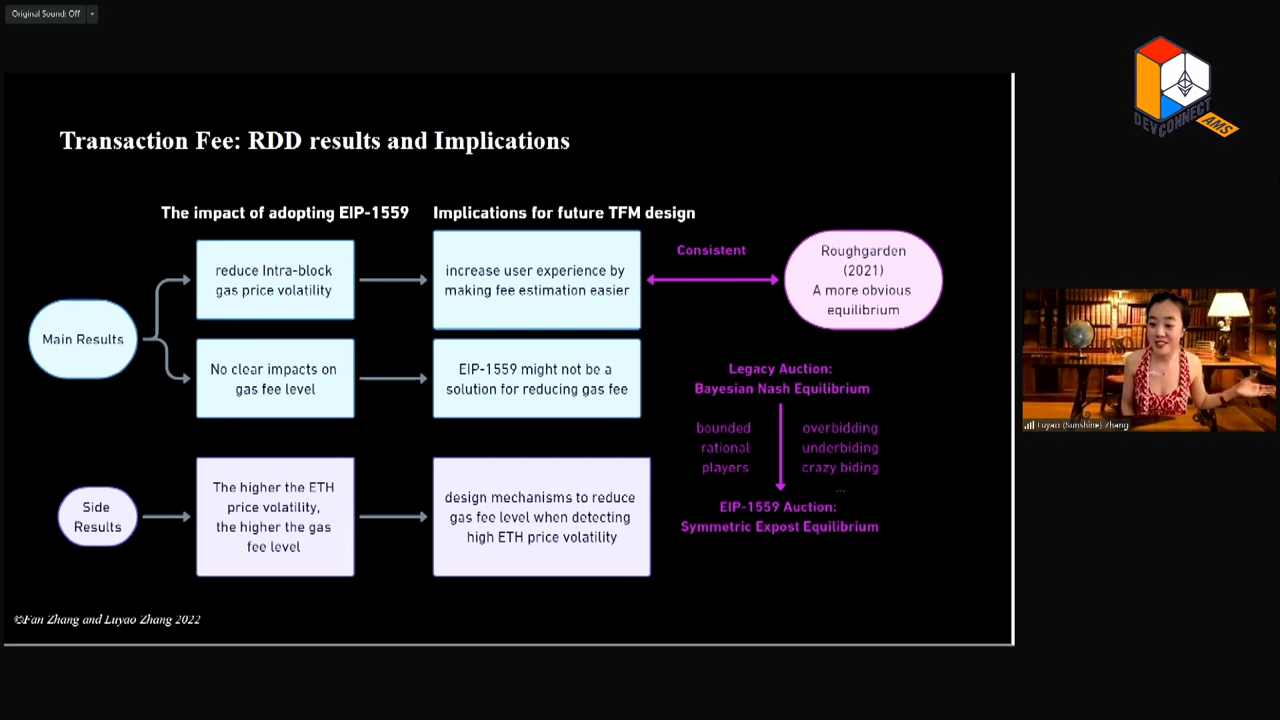 Original Sound: Off
DEVCONNECT
AMS
Transaction Fee: RDD results and Implications
The impact of adopting EIP-1559
Implications for future TFM design
Main Results
reduce Intra-block
gas price volatility
increase user experience by
making fee estimation easier
Consistent
Roughgarden
(2021)
A more obvious
equilibrium
No clear impacts on
gas fee level
EIP-1559 might not be a
solution for reducing gas fee
Legacy Auction:
Bayesian Nash Equilibrium
bounded
rational
players
overbidding
underbiding
crazy biding
...
EIP-1559 Auction:
Symmetric Expost Equilibrium
Side
Results
The higher the ETH
price volatility,
the higher the gas
fee level
design mechanisms to reduce
gas fee level when detecting
high ETH price volatility
©Fan Zhang and Luyao Zhang 2022
Luyao (Sunshine) Zhang